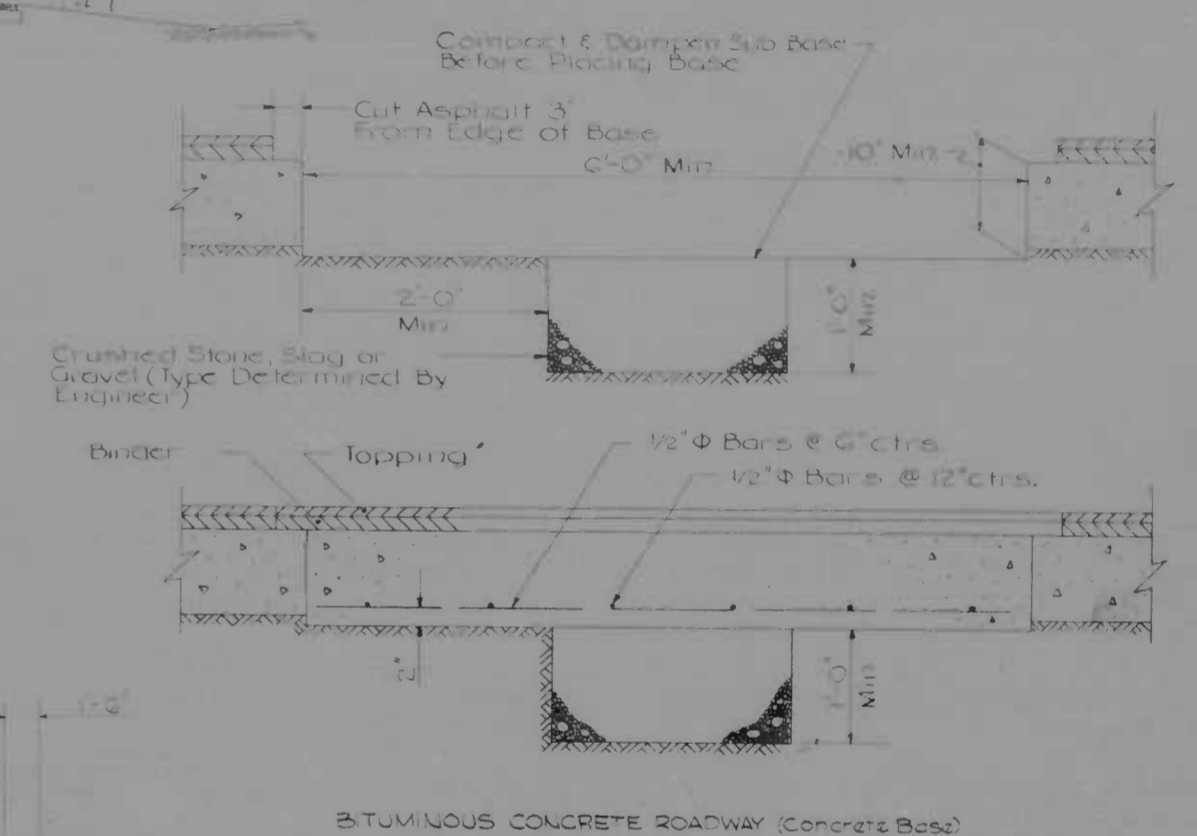 Compact & Dampen Sub Base
Before Placing Base
Cut Asphalt 3"
From Edge of Base
6'-0" Min
10" Min
2'-0"
Min
1'-0"
Min
Crushed Stone, Slag or
Gravel (Type Determined By
Engineer)
Binder
Topping
1/2" Φ Bars @ 6" ctrs.
1/2" Φ Bars @ 12" ctrs.
2"
1'-0"
Min
1'-6"
BITUMINOUS CONCRETE ROADWAY (Concrete Base)